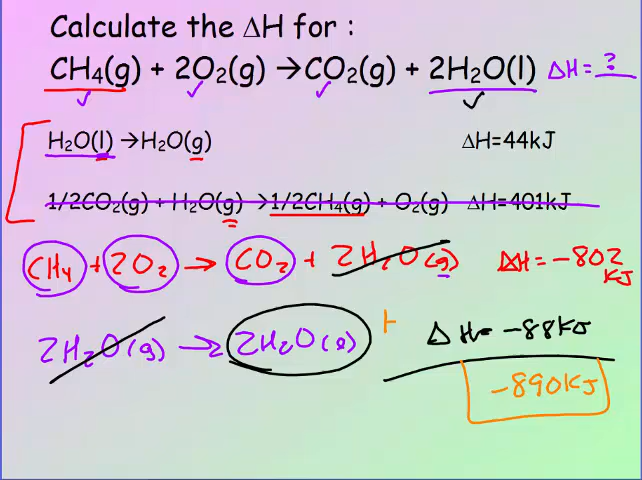 Calculate the ΔH for :
CH₄(g) + 2O₂(g) →CO₂(g) + 2H₂O(l) ΔH = ?
H₂O(l) →H₂O(g) ΔH=44kJ
1/2CO₂(g) + H₂O(g) →1/2CH₄(g) + O₂(g) ΔH=401kJ
CH₄ + 2O₂ → CO₂ + 2H₂O(g) ΔH = -802 KJ
2H₂O(g) → 2H₂O(l) ΔH= -88KJ
-890KJ